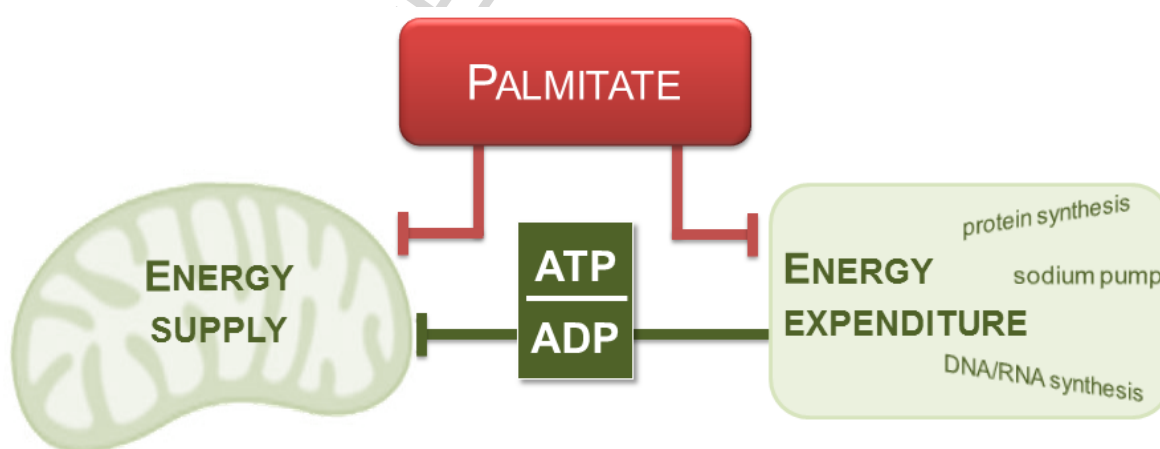 PALMITATE
ENERGY
SUPPLY
ATP
ADP
ENERGY
EXPENDITURE
protein synthesis
sodium pump
DNA/RNA synthesis